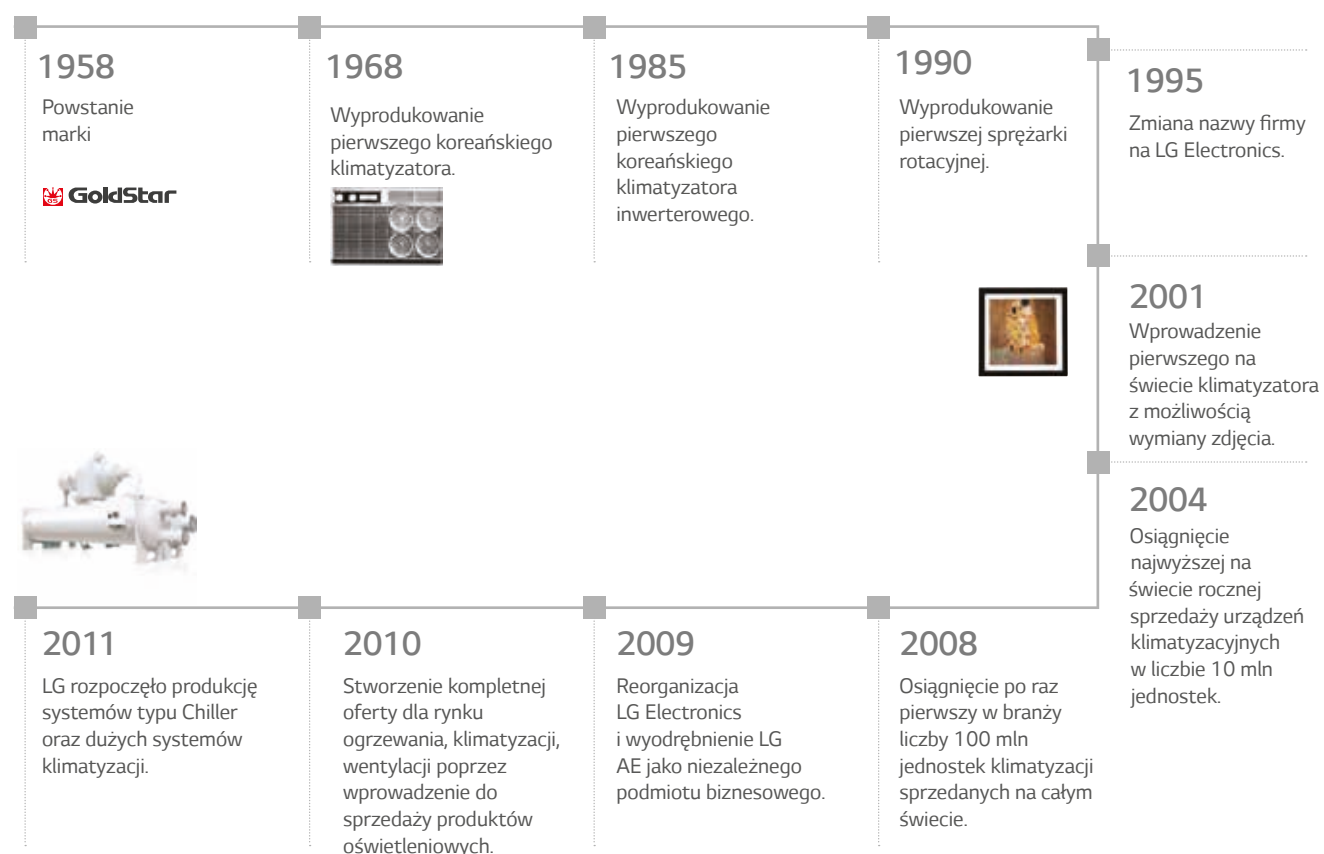 1958
Powstanie
marki
GS GoldStar
1968
Wyprodukowanie
pierwszego koreańskiego
klimatyzatora.
1985
Wyprodukowanie
pierwszego
koreańskiego
klimatyzatora
inwerterowego.
1990
Wyprodukowanie
pierwszej sprężarki
rotacyjnej.
1995
Zmiana nazwy firmy
na LG Electronics.
2001
Wprowadzenie
pierwszego na
świecie klimatyzatora
z możliwością
wymiany zdjęcia.
2004
Osiągnięcie
najwyższej na
świecie rocznej
sprzedaży urządzeń
klimatyzacyjnych
w liczbie 10 mln
jednostek.
2008
Osiągnięcie po raz
pierwszy w branży
liczby 100 mln
jednostek klimatyzacji
sprzedanych na całym
świecie.
2009
Reorganizacja
LG Electronics
i wyodrębnienie LG
AE jako niezależnego
podmiotu biznesowego.
2010
Stworzenie kompletnej
oferty dla rynku
ogrzewania, klimatyzacji,
wentylacji poprzez
wprowadzenie do
sprzedaży produktów
oświetleniowych.
2011
LG rozpoczęło produkcję
systemów typu Chiller
oraz dużych systemów
klimatyzacji.